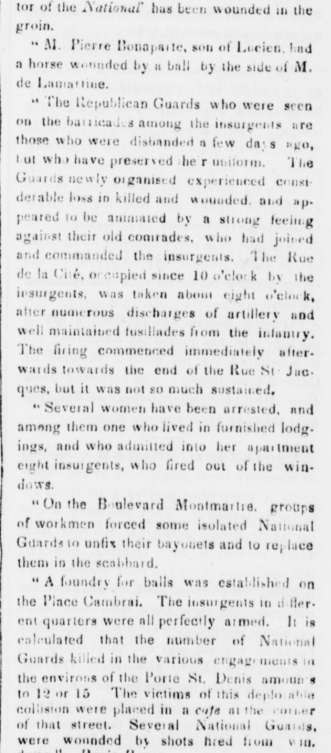 tor of the National has been wounded in the
groin.
" M. Pierre Bonaparte, son of Lucien, had
a horse wounded by a ball by the side of M.
de Lamartine.
" The Republican Guards who were seen
on the barricades among the insurgents are
those who were disbanded a few days ago,
but who have preserved their uniform. The
Guards newly organised experienced consi-
derable loss in killed and wounded, and ap-
peared to be animated by a strong feeling
against their old comrades, who had joined
and commanded the insurgents. The Rue
de la Cité, occupied since 10 o'clock by the
insurgents, was taken about eight o'clock,
after numerous discharges of artillery and
well maintained fusillades from the infantry.
The firing commenced immediately after-
wards towards the end of the Rue St Jac-
ques, but it was not so much sustained.
" Several women have been arrested, and
among them one who lived in furnished lodg-
ings, and who admitted into her apartment
eight insurgents, who fired out of the win-
dows.
" On the Boulevard Montmartre, groups
of workmen forced some isolated National
Guards to unfix their bayonets and to replace
them in the scabbard.
" A foundry for balls was established on
the Place Cambrai. The insurgents in differ-
ent quarters were all perfectly armed. It is
calculated that the number of National
Guards killed in the various engagements in
the environs of the Porte St. Denis amounts
to 12 or 15 The victims of this deplorable
collision were placed in a cafe at the corner
of that street. Several National Guards,
were wounded by shots fired from